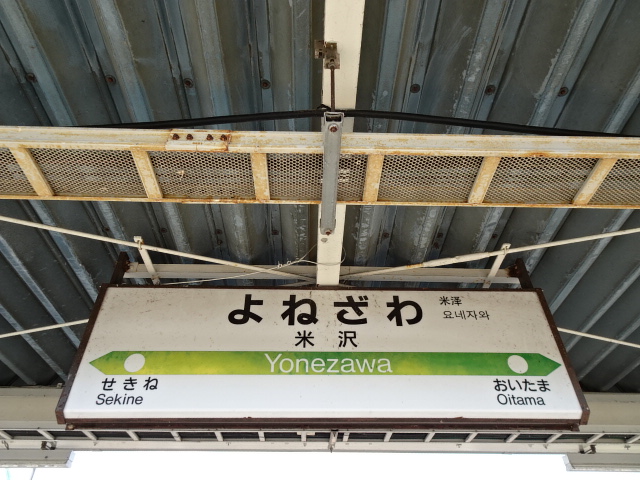 よねざわ
米泽
요네자와
米沢
Yonezawa
せきね
Sekine
おいたま
Oitama